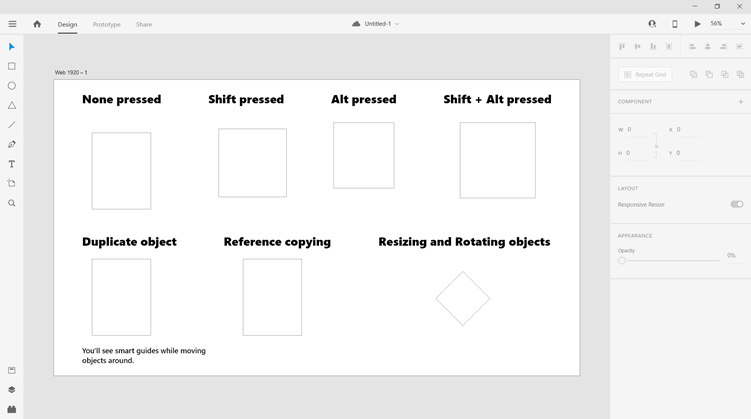 Design Prototype Share Untitled-1 56%
Web 1920 – 1
Repeat Grid
COMPONENT
W 0 X 0
H 0 Y 0
LAYOUT
Responsive Resize
APPEARANCE
Opacity
0%
None pressed Shift pressed Alt pressed Shift + Alt pressed
Duplicate object Reference copying Resizing and Rotating objects
You'll see smart guides while moving
objects around.